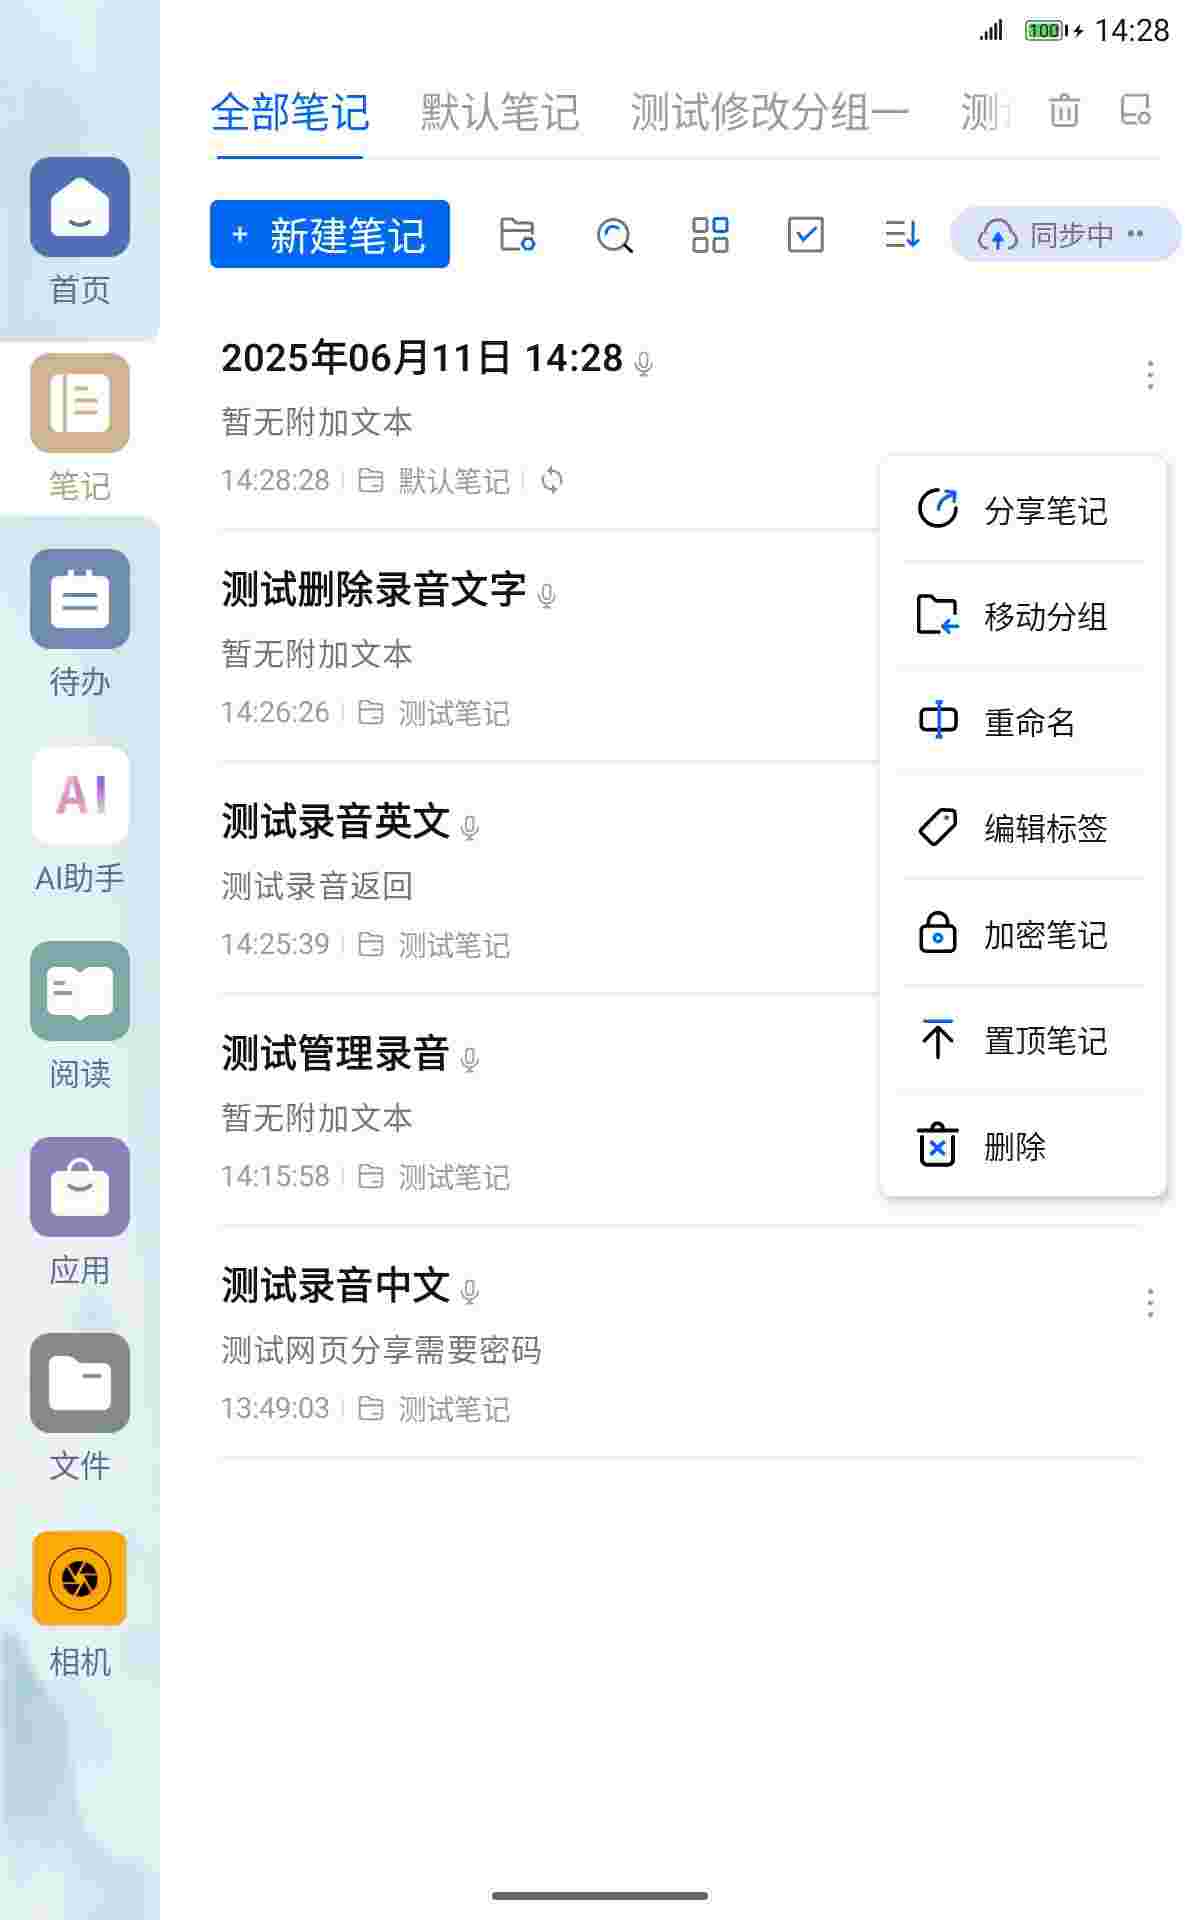 100 14:28
全部笔记 默认笔记 测试修改分组一 测
+ 新建笔记 同步中 ··
首页
笔记
待办
AI
AI助手
阅读
应用
文件
相机
2025年06月11日 14:28
暂无附加文本
14:28:28 默认笔记
测试删除录音文字
暂无附加文本
14:26:26 测试笔记
测试录音英文
测试录音返回
14:25:39 测试笔记
测试管理录音
暂无附加文本
14:15:58 测试笔记
测试录音中文
测试网页分享需要密码
13:49:03 测试笔记
分享笔记
移动分组
重命名
编辑标签
加密笔记
置顶笔记
删除